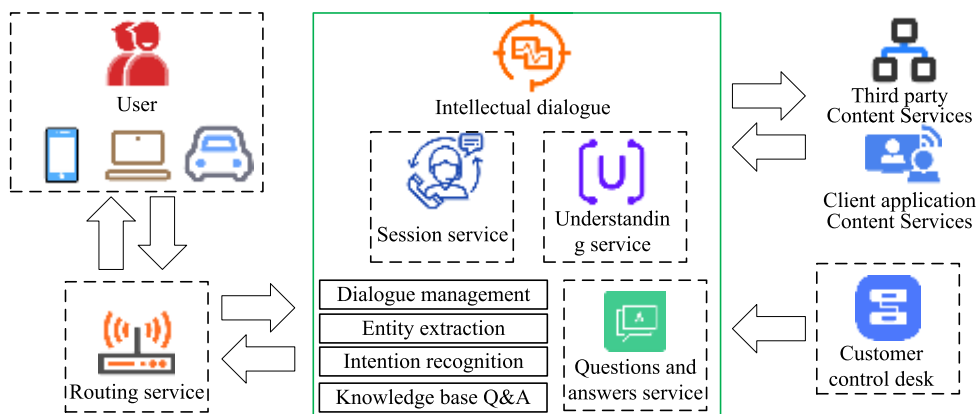 User
Intellectual dialogue
Third party
Content Services
Session service
Understandin
g service
Client application
Content Services
Routing service
Dialogue management
Entity extraction
Intention recognition
Knowledge base Q&A
Questions and
answers service
Customer
control desk